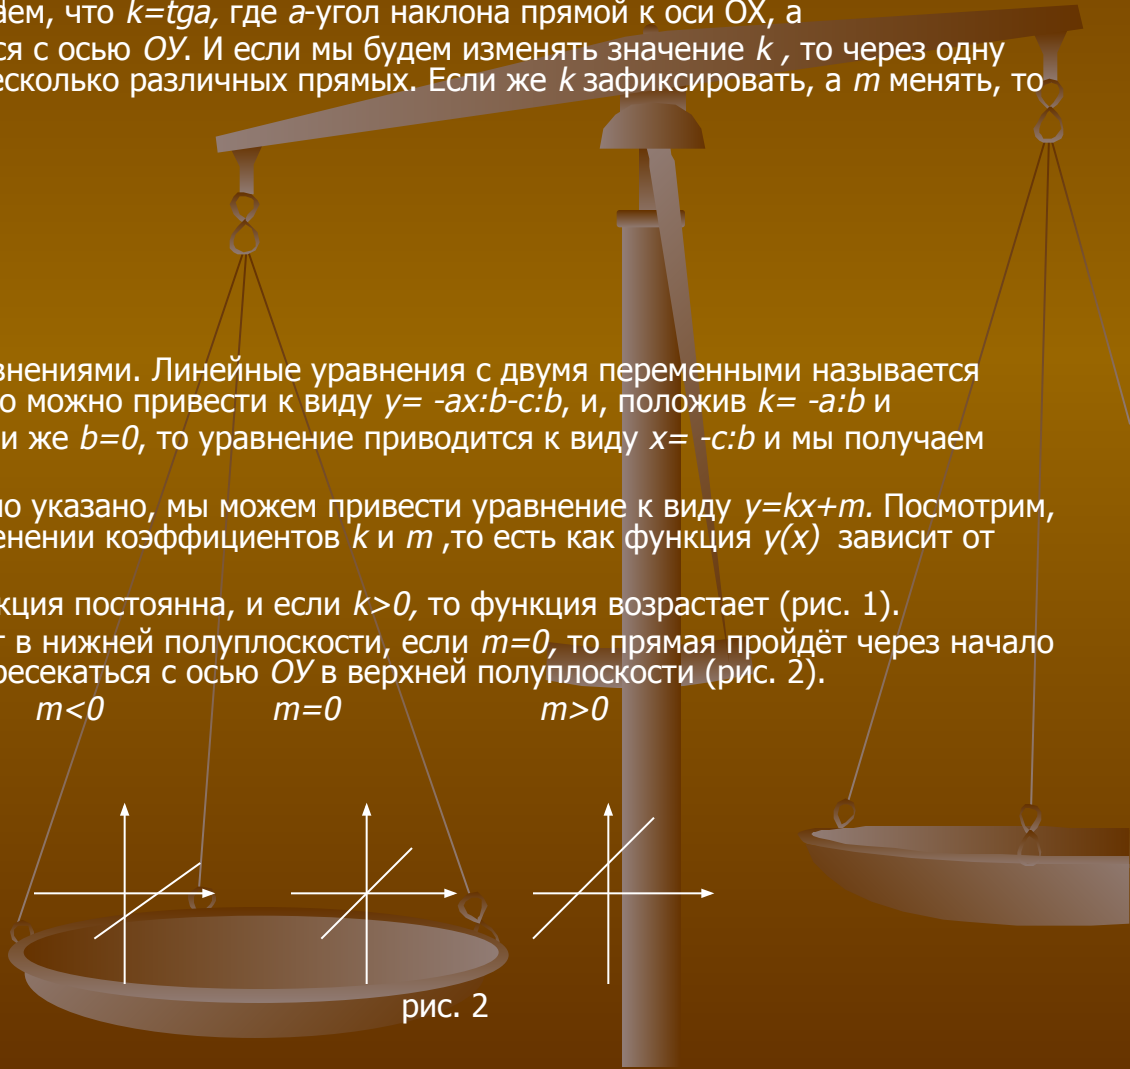 аем, что k=tga, где a-угол наклона прямой к оси ОХ, а
ся с осью ОУ. И если мы будем изменять значение k , то через одну
есколько различных прямых. Если же k зафиксировать, а m менять, то
внениями. Линейные уравнения с двумя переменными называется
о можно привести к виду y= -ax:b-c:b, и, положив k= -a:b и
и же b=0, то уравнение приводится к виду x= -c:b и мы получаем
но указано, мы можем привести уравнение к виду y=kx+m. Посмотрим,
енении коэффициентов k и m ,то есть как функция y(x) зависит от
кция постоянна, и если k>0, то функция возрастает (рис. 1).
т в нижней полуплоскости, если m=0, то прямая пройдёт через начало
ресекаться с осью ОУ в верхней полуплоскости (рис. 2).
m<0 m=0 m>0
рис. 2